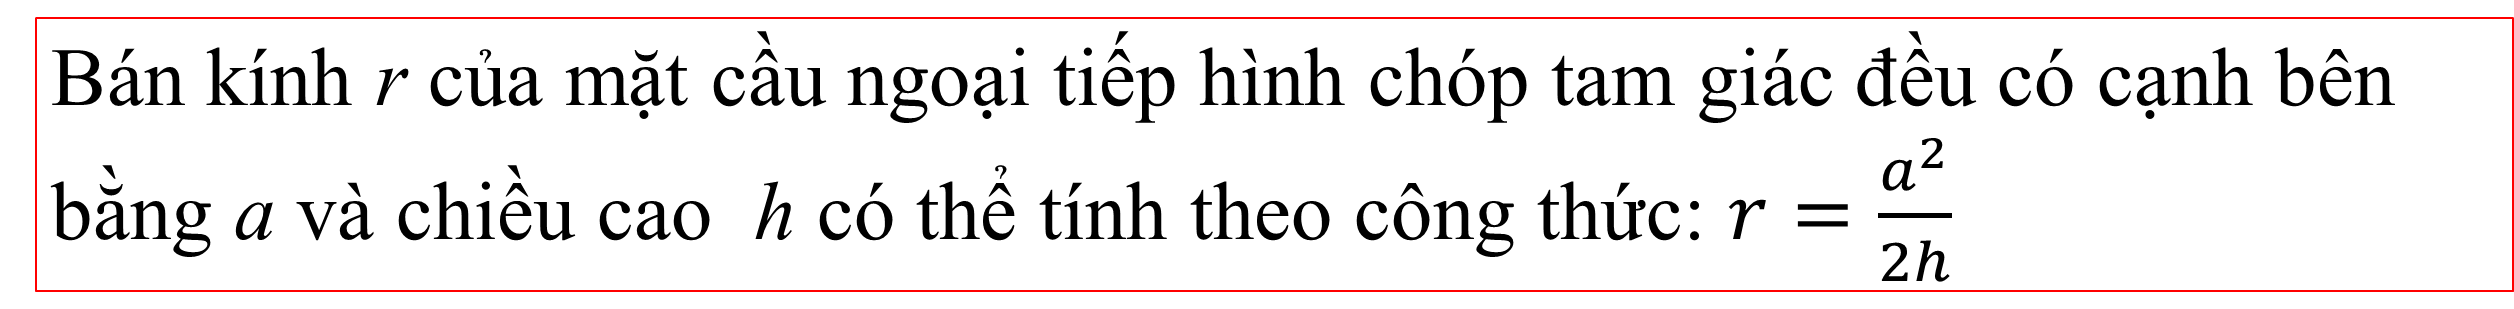 Bán kính r của mặt cầu ngoại tiếp hình chóp tam giác đều có cạnh bên
bằng a và chiều cao h có thể tính theo công thức: r = a²/2h